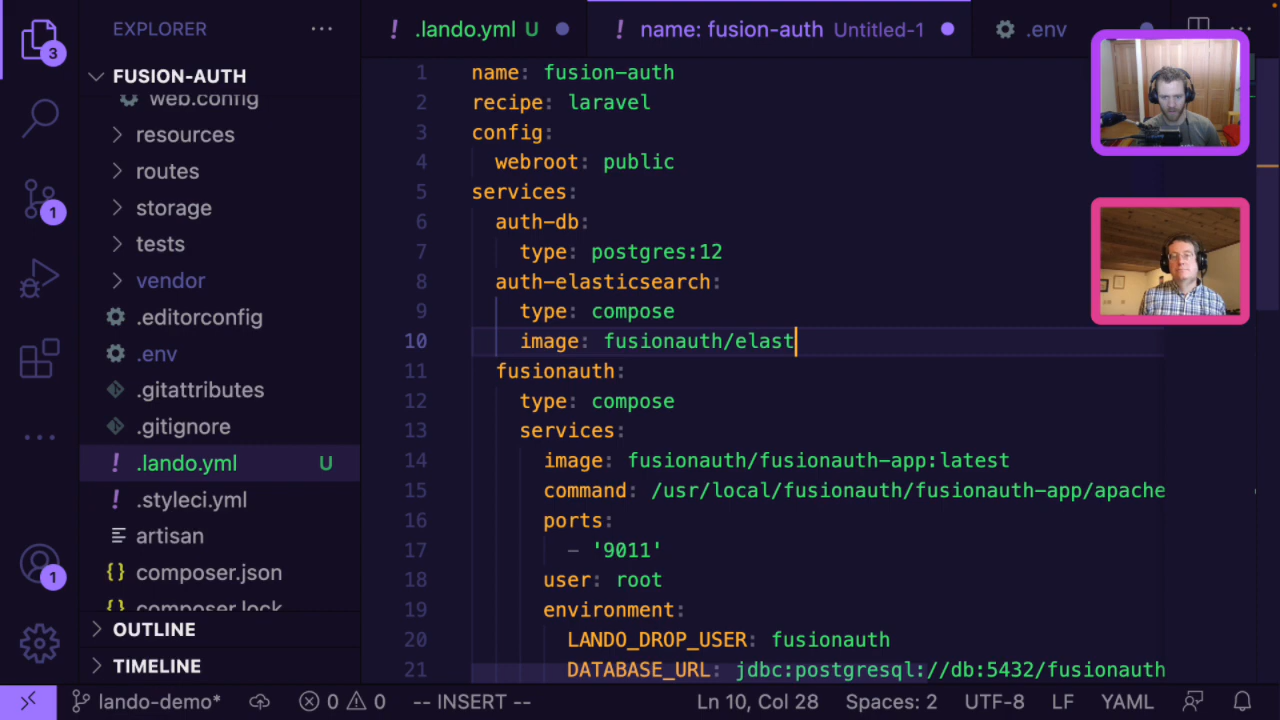 EXPLORER
.lando.yml U
name: fusion-auth Untitled-1
.env
3
FUSION-AUTH
web.config
resources
routes
storage
tests
vendor
.editorconfig
.env
.gitattributes
.gitignore
.lando.yml U
.styleci.yml
artisan
composer.json
composer.lock
OUTLINE
TIMELINE
1
1
1 name: fusion-auth
2 recipe: laravel
3 config:
4 webroot: public
5 services:
6 auth-db:
7 type: postgres:12
8 auth-elasticsearch:
9 type: compose
10 image: fusionauth/elast
11 fusionauth:
12 type: compose
13 services:
14 image: fusionauth/fusionauth-app:latest
15 command: /usr/local/fusionauth/fusionauth-app/apache
16 ports:
17 - '9011'
18 user: root
19 environment:
20 LANDO_DROP_USER: fusionauth
21 DATABASE_URL: jdbc:postgresql://db:5432/fusionauth
lando-demo* 0 0 -- INSERT -- Ln 10, Col 28 Spaces: 2 UTF-8 LF YAML